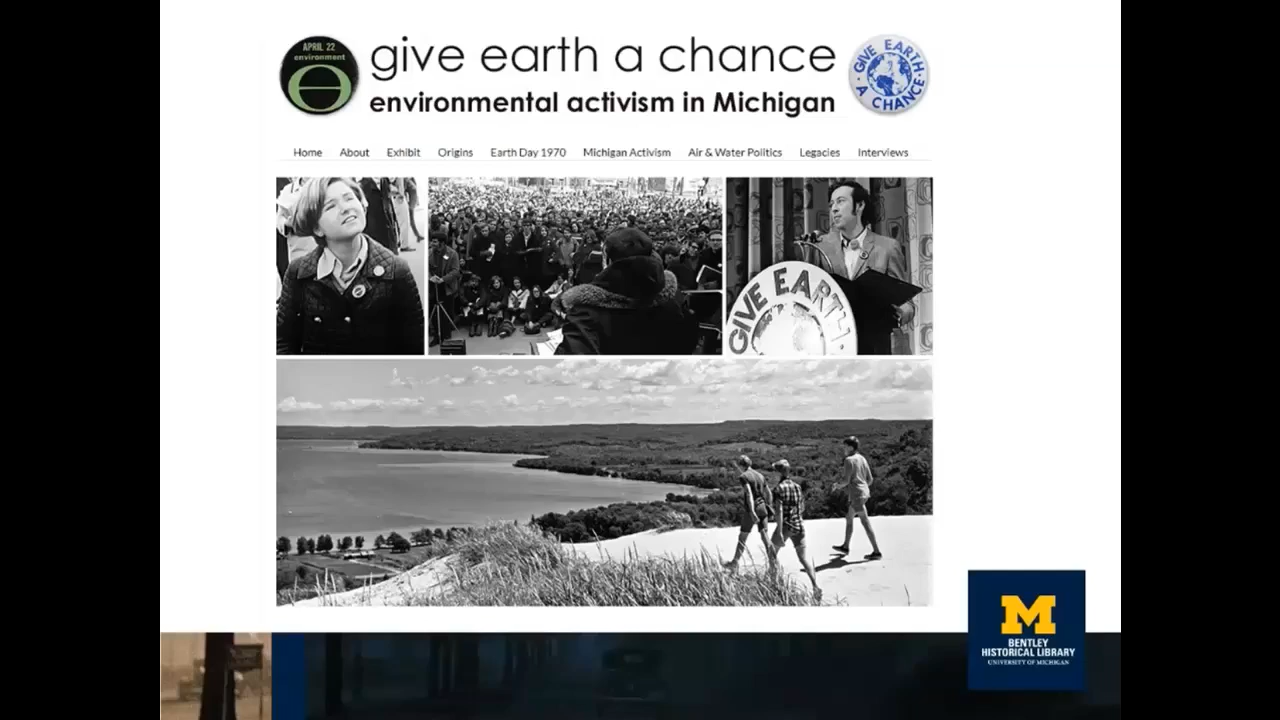 APRIL 22
environment
give earth a chance
environmental activism in Michigan
GIVE EARTH
A CHANCE
Home About Exhibit Origins Earth Day 1970 Michigan Activism Air & Water Politics Legacies Interviews
GIVE EARTH
M
BENTLEY
HISTORICAL LIBRARY
UNIVERSITY OF MICHIGAN